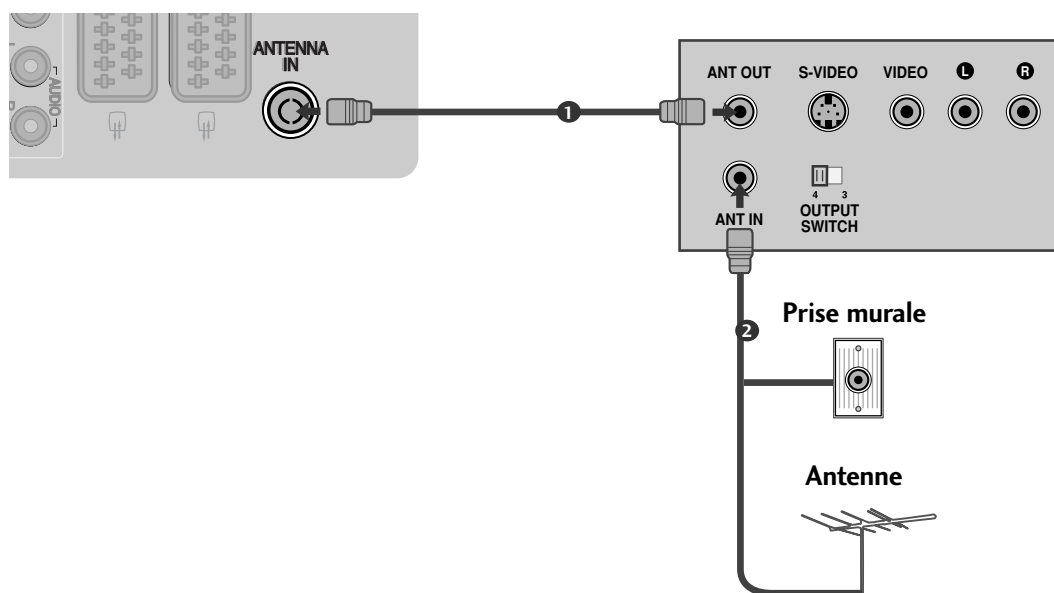 AUDIO
ANTENNA
IN
1
ANT OUT
S-VIDEO
VIDEO
L
R
ANT IN
4 3
OUTPUT
SWITCH
2
Prise murale
Antenne